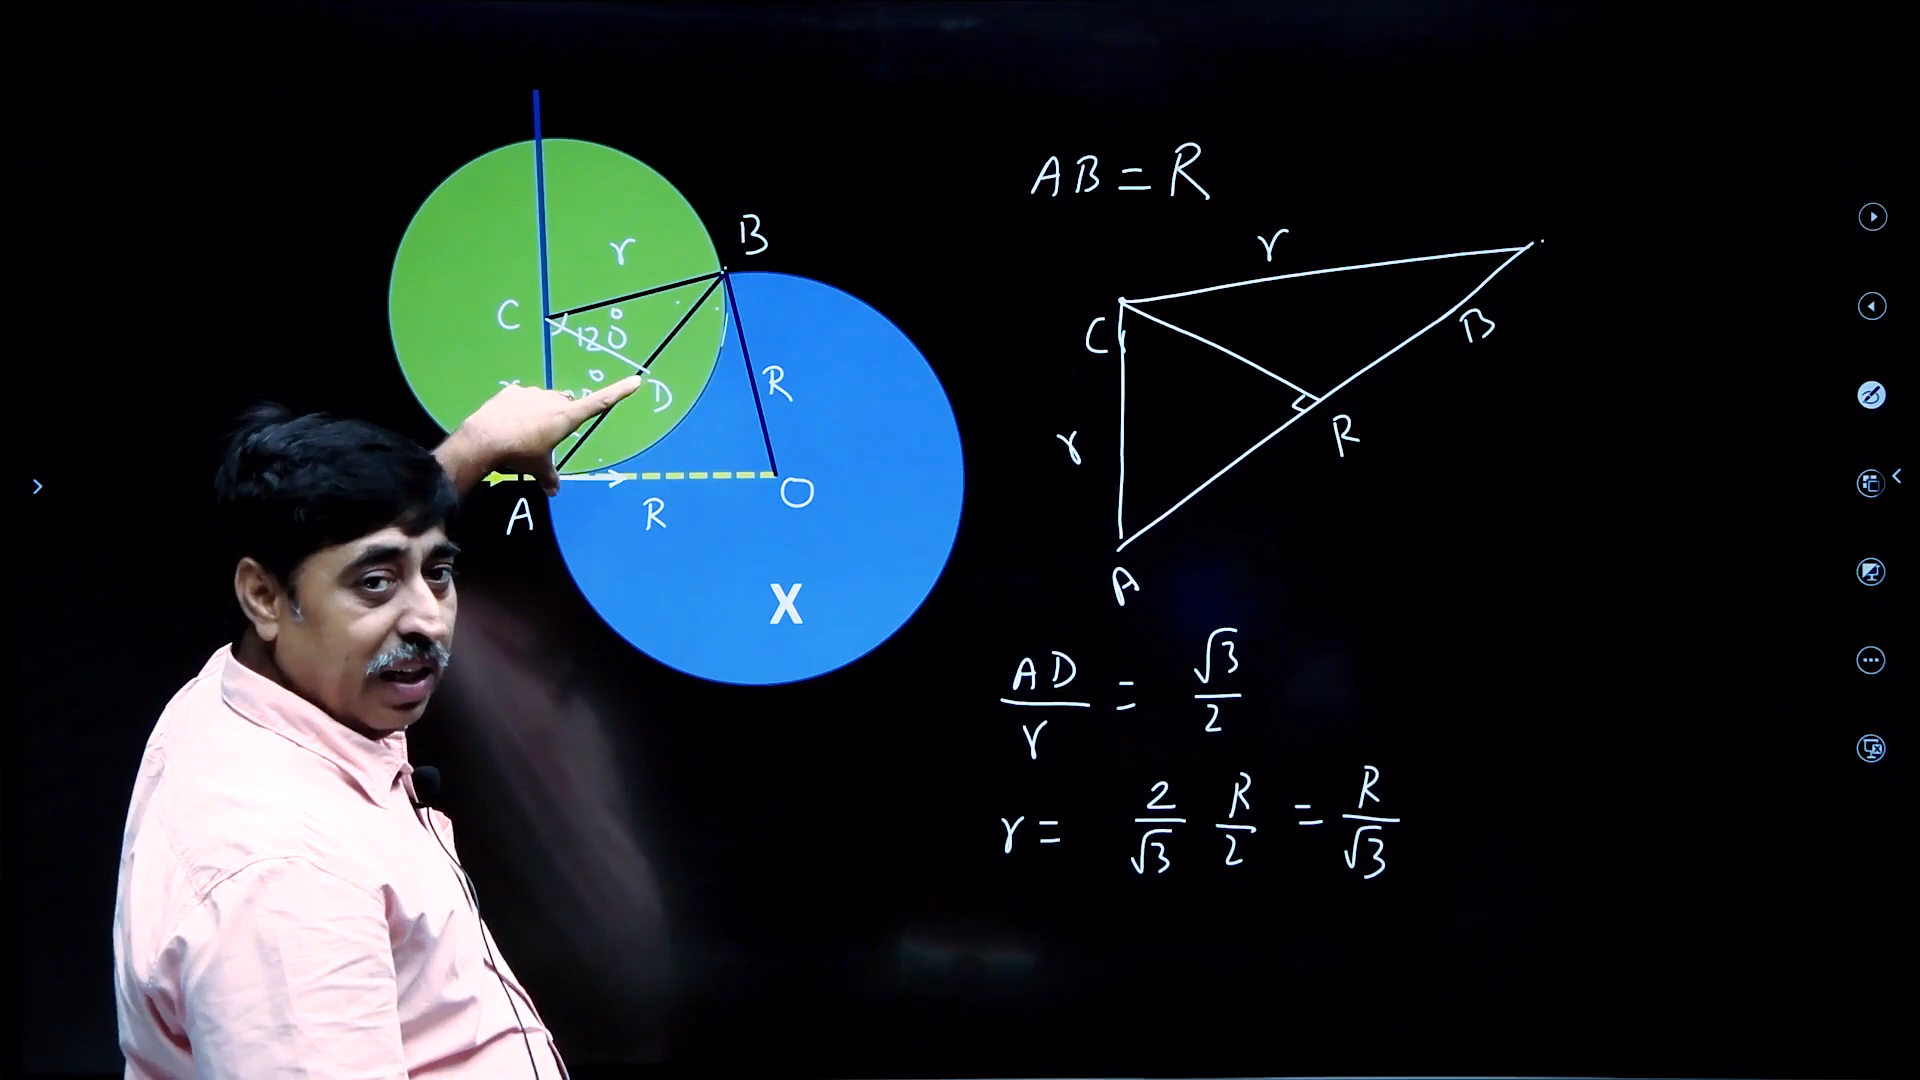 AB = R
B
r
r
C
120°
C
B
R
D
r
R
A
R
O
A
X
AD/r = √3/2
r = 2/√3 R/2 = R/√3